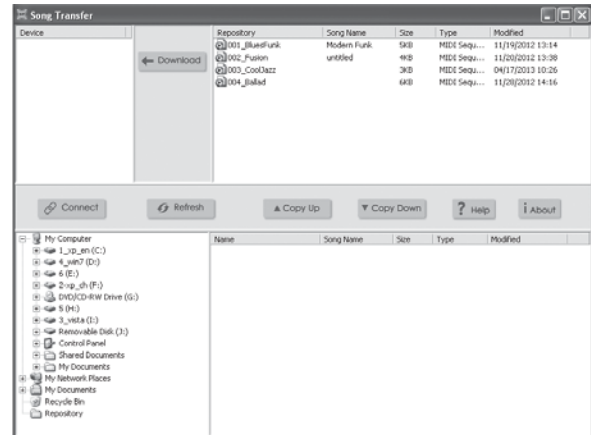 Song Transfer
Device
Download
Repository Song Name Size Type Modified
001_BluesFunk Modern Funk 5KB MIDI Sequ... 11/19/2012 13:14
002_Fusion untitled 4KB MIDI Sequ... 11/20/2012 13:38
003_CoolJazz 3KB MIDI Sequ... 04/17/2013 10:26
004_Ballad 6KB MIDI Sequ... 11/28/2012 14:16
Connect Refresh Copy Up Copy Down ? Help i About
My Computer
1_xp_en (C:)
4_win7 (D:)
6 (E:)
2-xp_ch (F:)
DVD/CD-RW Drive (G:)
5 (H:)
3_vista (I:)
Removable Disk (J:)
Control Panel
Shared Documents
My Documents
My Network Places
My Documents
Recycle Bin
Repository
Name Song Name Size Type Modified